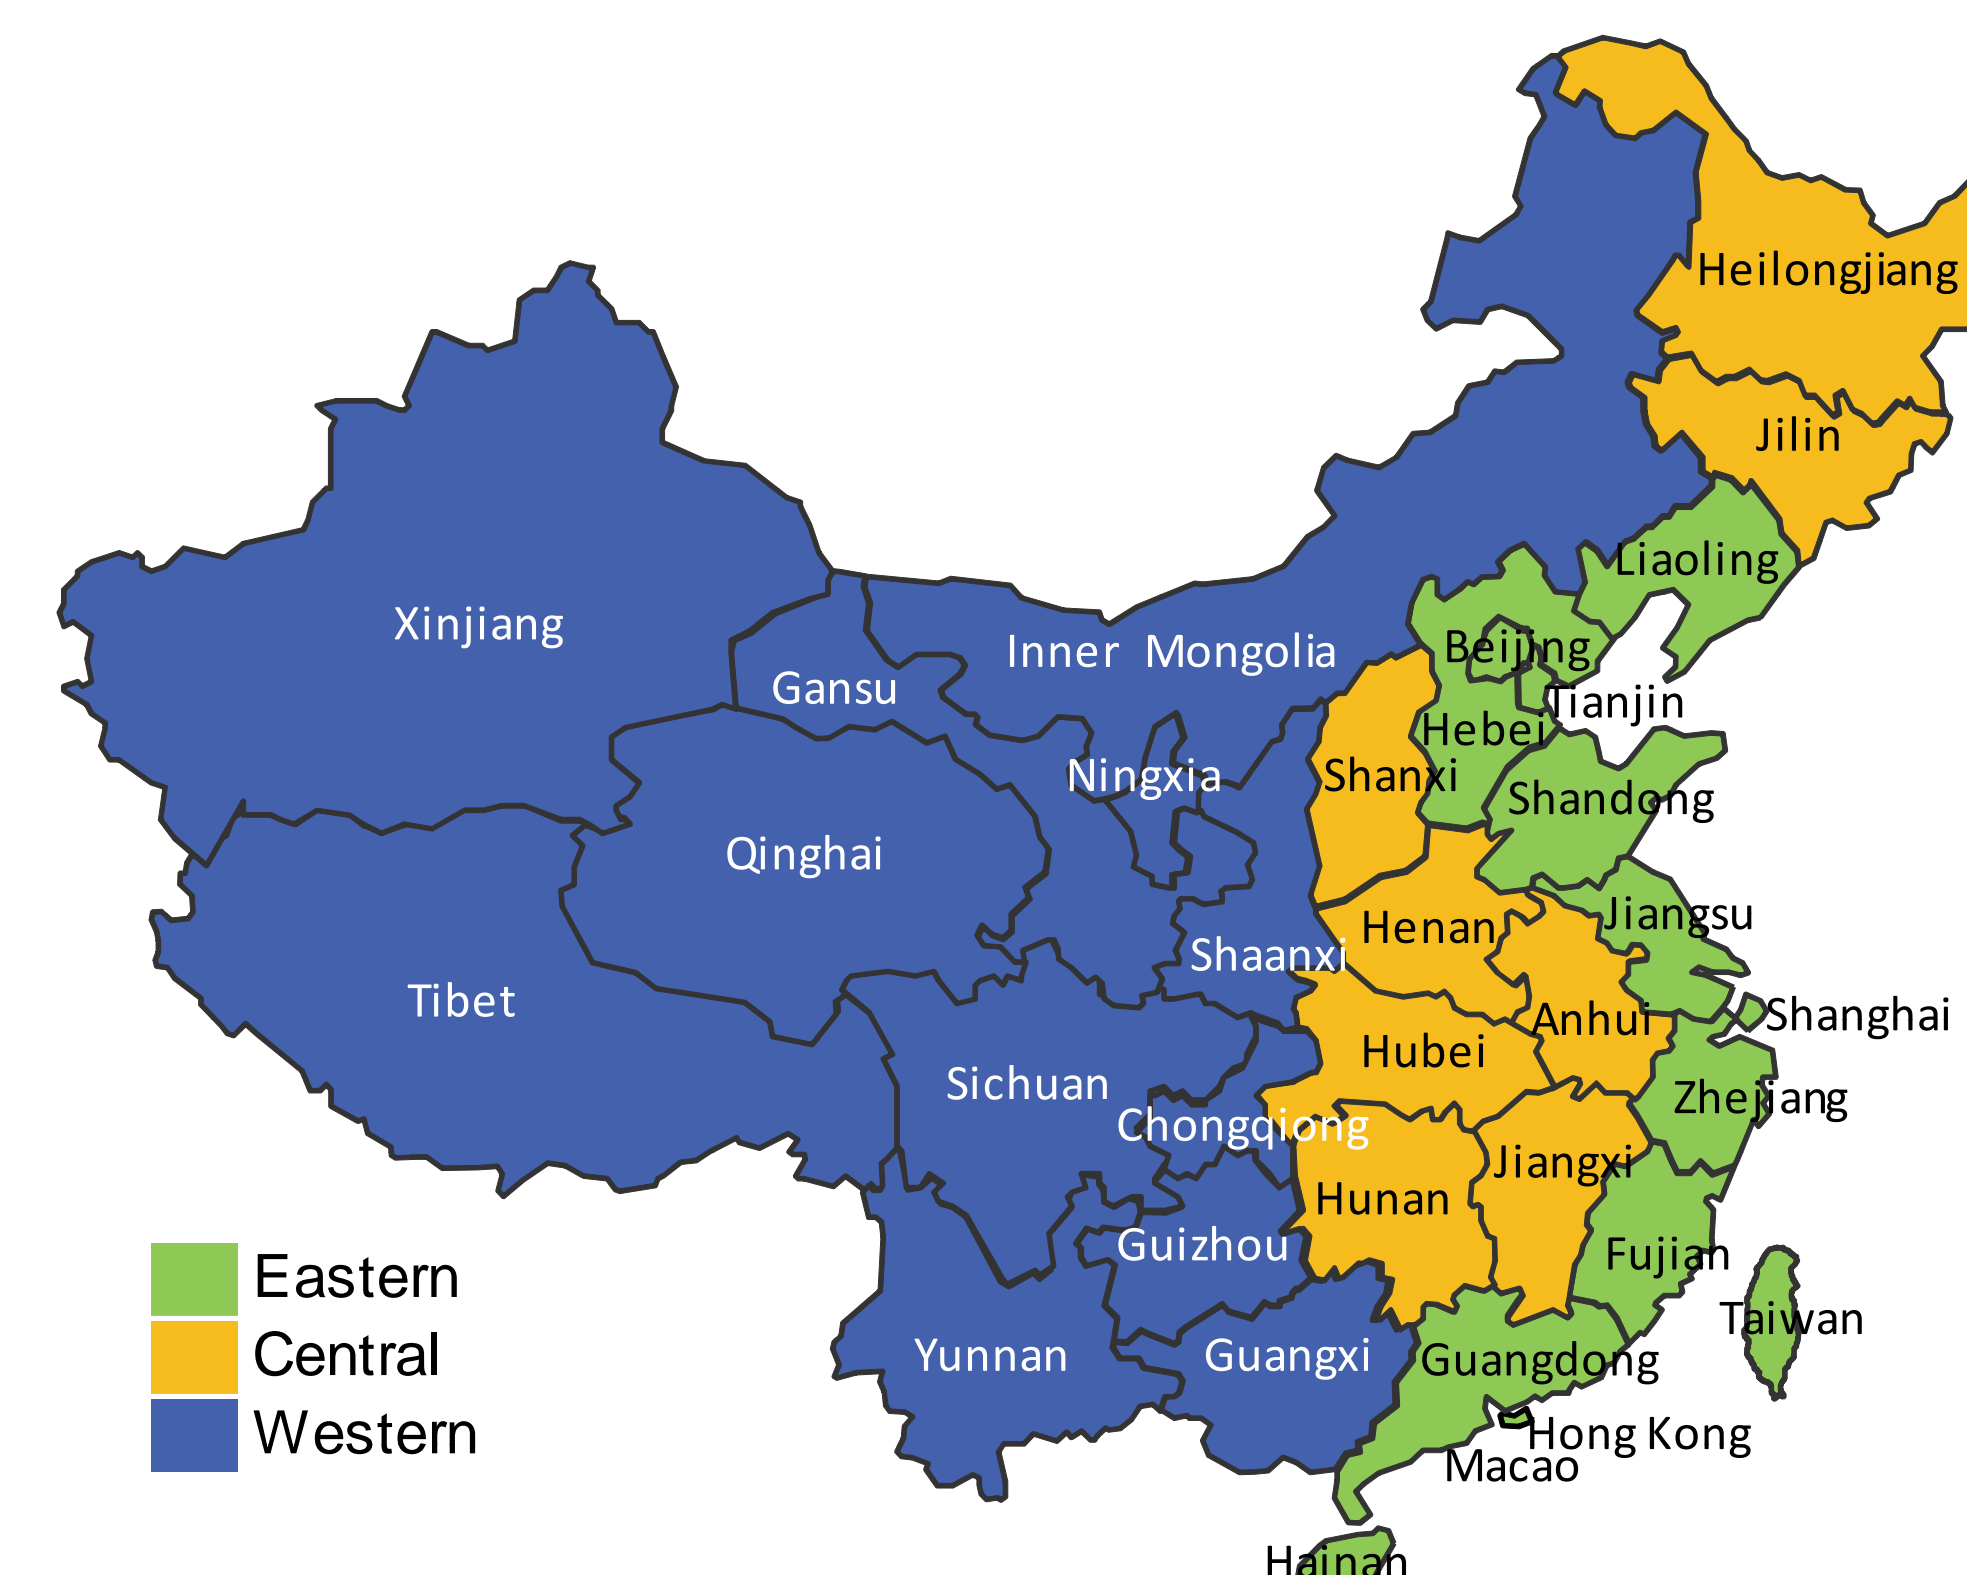 Heilongjiang
Jilin
Liaoling
Xinjiang
Inner Mongolia
Beijing
Gansu
Tianjin
Hebei
Ningxia
Shanxi
Shandong
Qinghai
Jiangsu
Henan
Shaanxi
Tibet
Shanghai
Anhui
Hubei
Sichuan
Zhejiang
Chongqiong
Jiangxi
Hunan
Guizhou
Fujian
Taiwan
Yunnan
Guangxi
Guangdong
Hong Kong
Macao
Hainan
Eastern
Central
Western